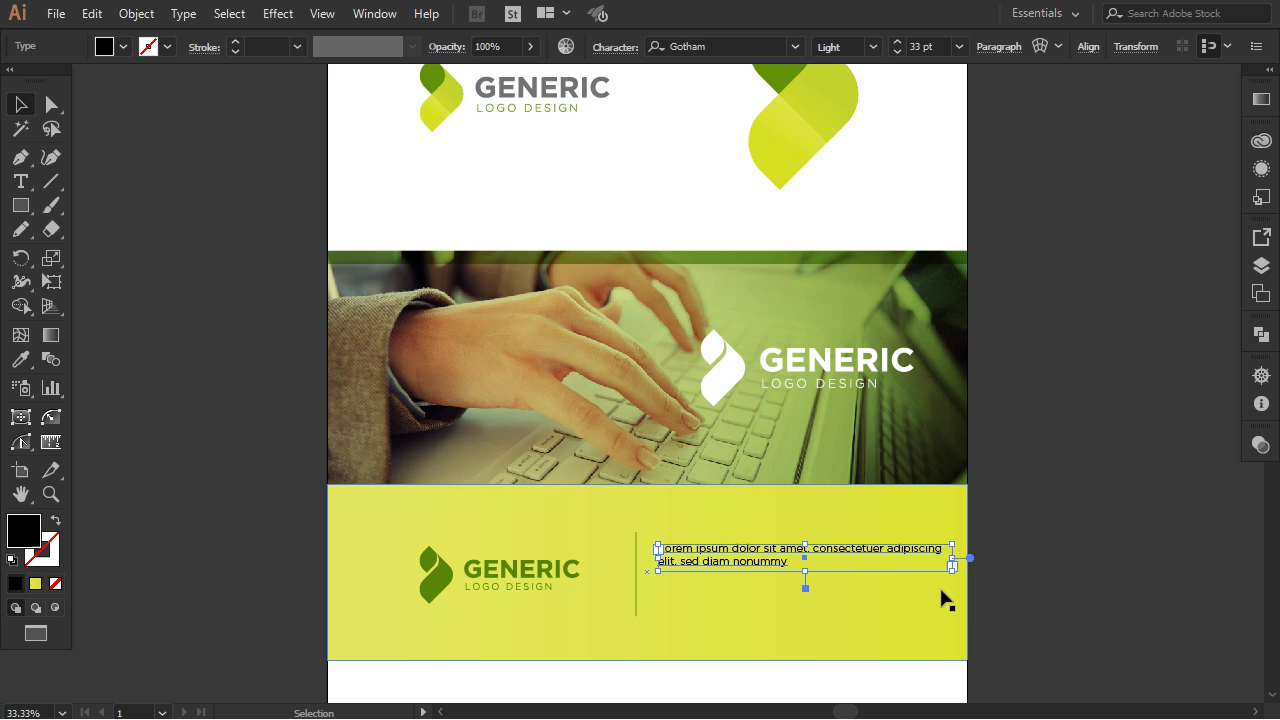 Ai File Edit Object Type Select Effect View Window Help Br St Essentials Search Adobe Stock
Type Stroke: Opacity: 100% Character: Gotham Light 33 pt Paragraph Align Transform
GENERIC
LOGO DESIGN
GENERIC
LOGO DESIGN
GENERIC
LOGO DESIGN
Lorem ipsum dolor sit amet, consectetuer adipiscing
elit, sed diam nonummy
33.33% 1 Selection